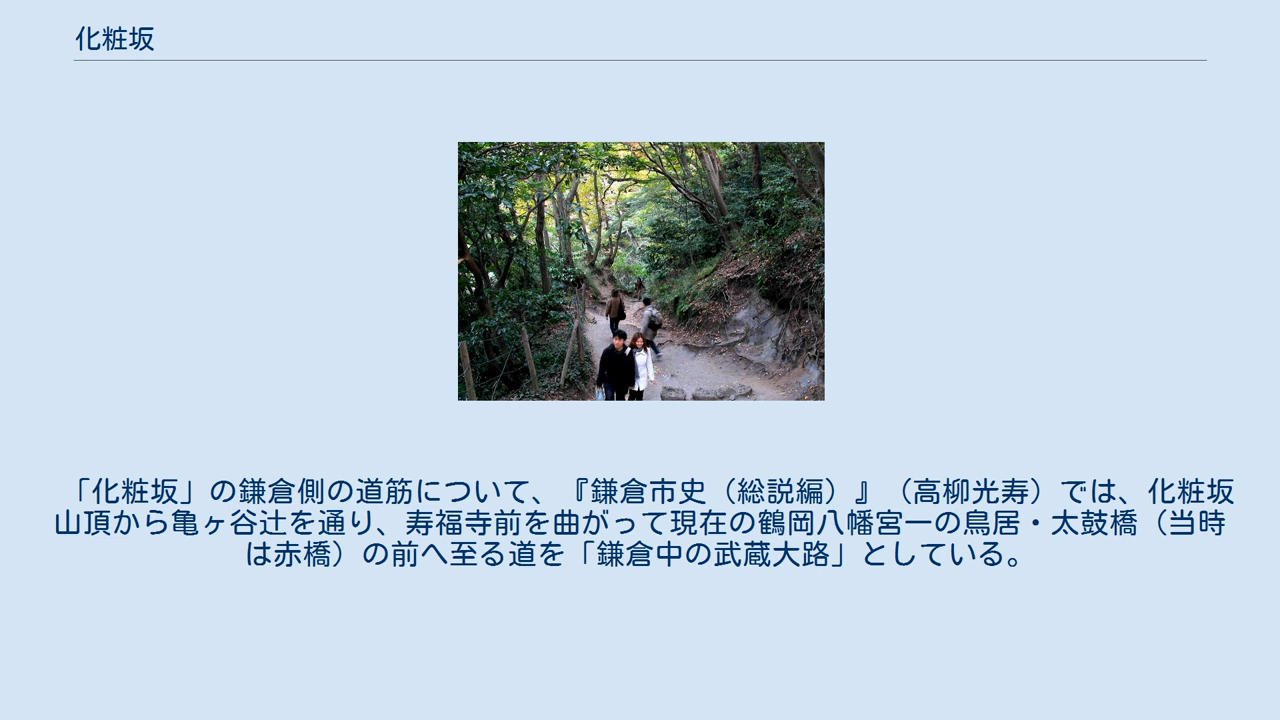 化粧坂
「化粧坂」の鎌倉側の道筋について、『鎌倉市史（総説編）』（高柳光寿）では、化粧坂
山頂から亀ヶ谷辻を通り、寿福寺前を曲がって現在の鶴岡八幡宮一の鳥居・太鼓橋（当時
は赤橋）の前へ至る道を「鎌倉中の武蔵大路」としている。